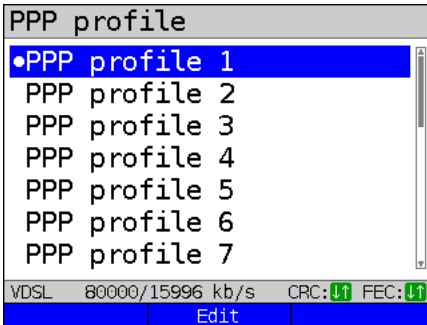 PPP profile
•PPP profile 1
PPP profile 2
PPP profile 3
PPP profile 4
PPP profile 5
PPP profile 6
PPP profile 7
VDSL 80000/15996 kb/s CRC:↓↑ FEC:↓↑
Edit